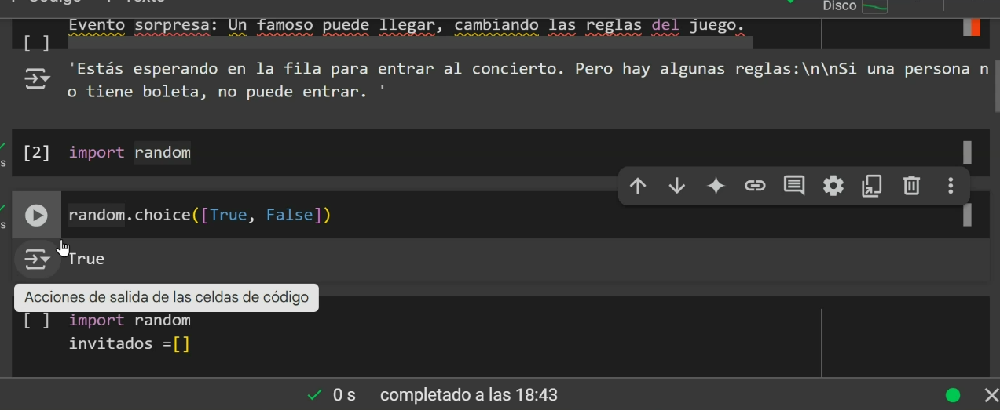 Disco
Evento sorpresa: Un famoso puede llegar, cambiando las reglas del juego.
[ ]
'Estás esperando en la fila para entrar al concierto. Pero hay algunas reglas:\n\nSi una persona n
o tiene boleta, no puede entrar. '
[2] import random
s
random.choice([True, False])
s
True
Acciones de salida de las celdas de código
[ ] import random
invitados =[]
0 s completado a las 18:43